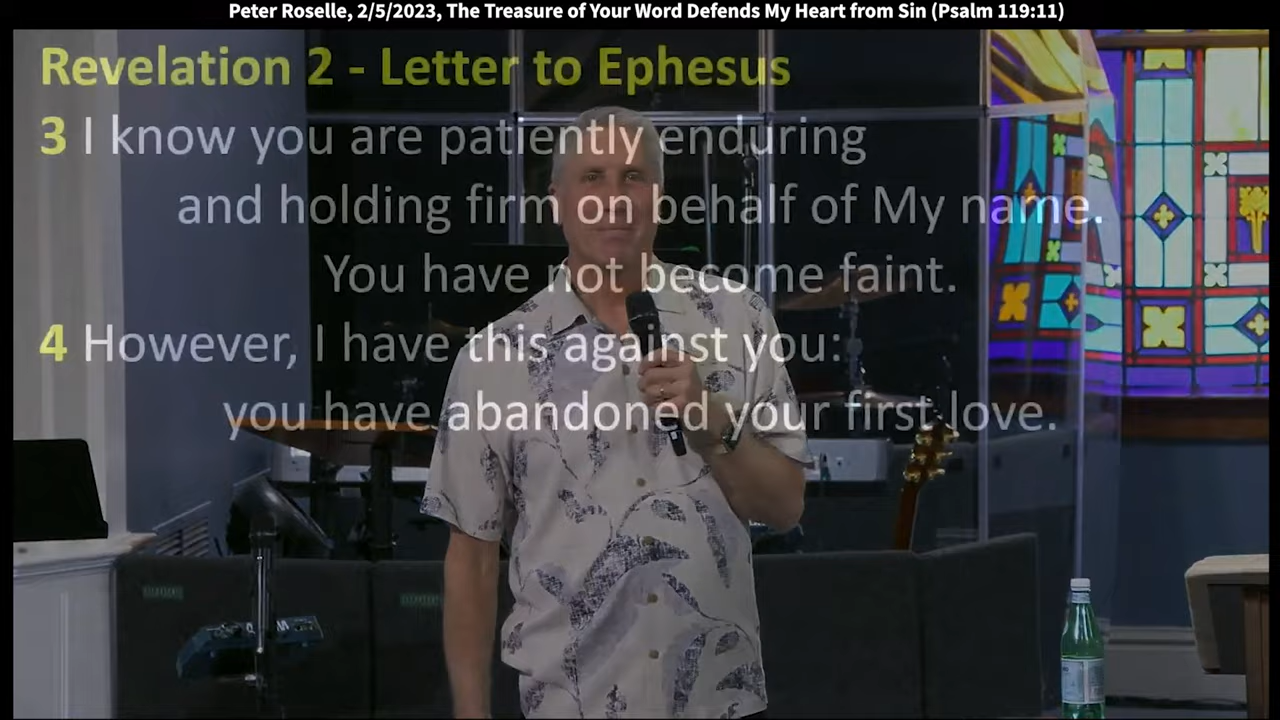 Peter Roselle, 2/5/2023, The Treasure of Your Word Defends My Heart from Sin (Psalm 119:11)
Revelation 2 - Letter to Ephesus
3 I know you are patiently enduring
and holding firm on behalf of My name.
You have not become faint.
4 However, I have this against you:
you have abandoned your first love.